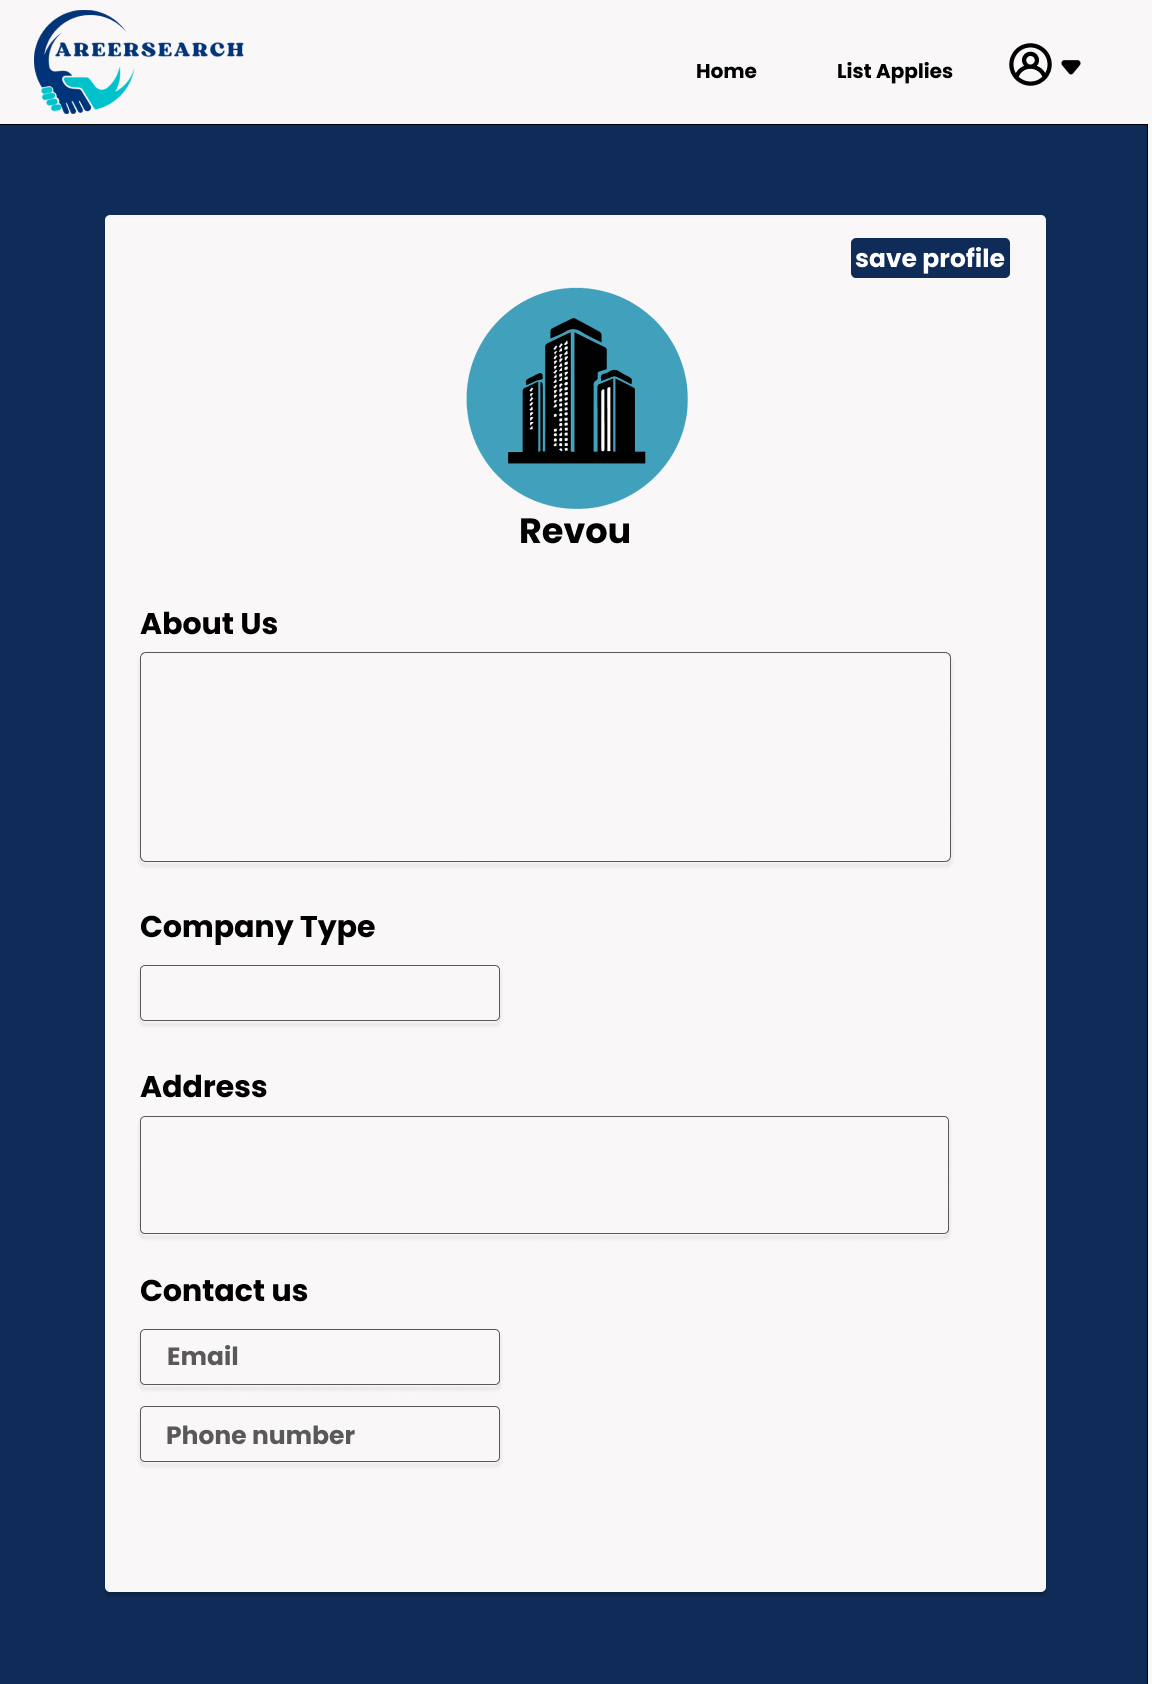 AREERSEARCH
Home
List Applies
save profile
Revou
About Us
Company Type
Address
Contact us
Email
Phone number